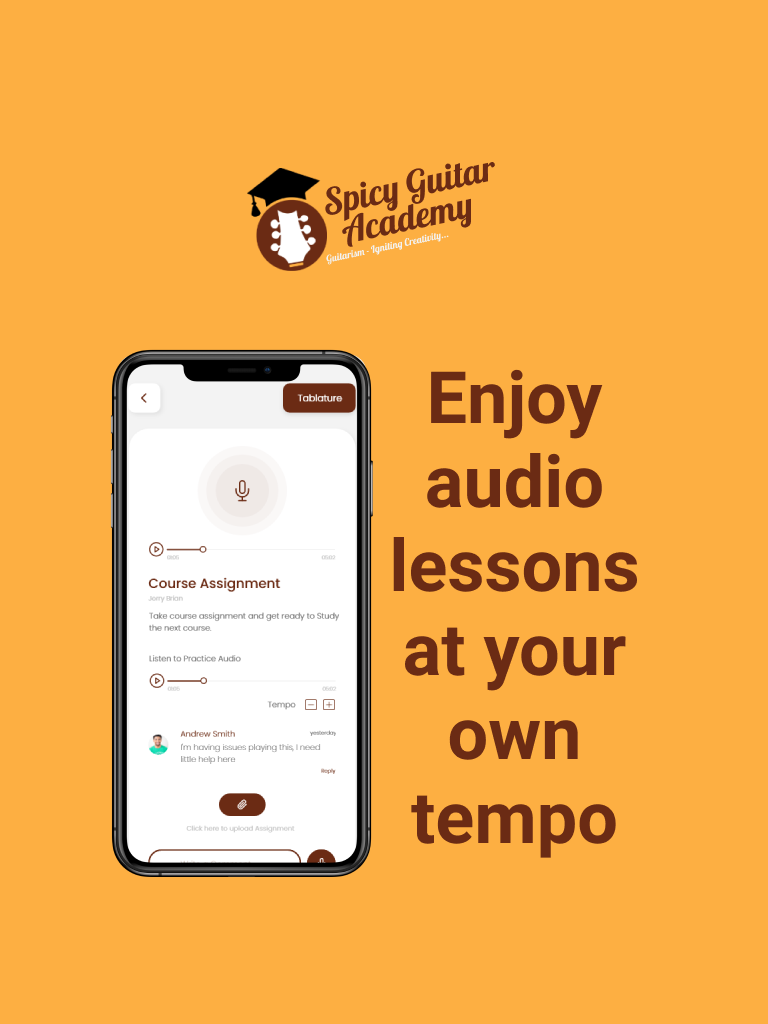 Spicy Guitar
Academy
Guitarism - Igniting Creativity...
Enjoy
audio
lessons
at your
own
tempo
Tablature
Course Assignment
Jerry Brian
Take course assignment and get ready to Study
the next course.
Listen to Practice Audio
Tempo
Andrew Smith
yesterday
I'm having issues playing this, I need
little help here
Reply
Click here to upload Assignment